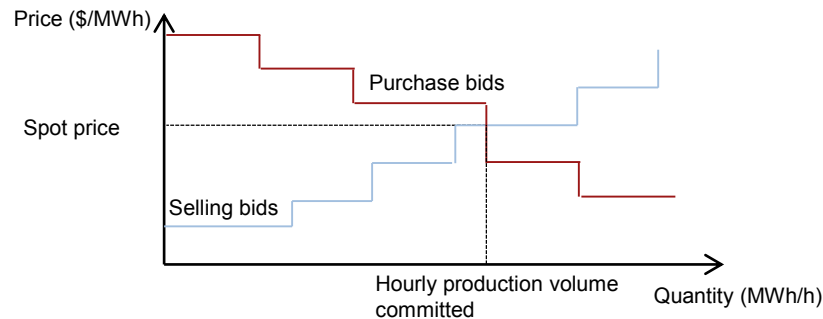 Price ($/MWh)
Purchase bids
Spot price
Selling bids
Hourly production volume
committed
Quantity (MWh/h)